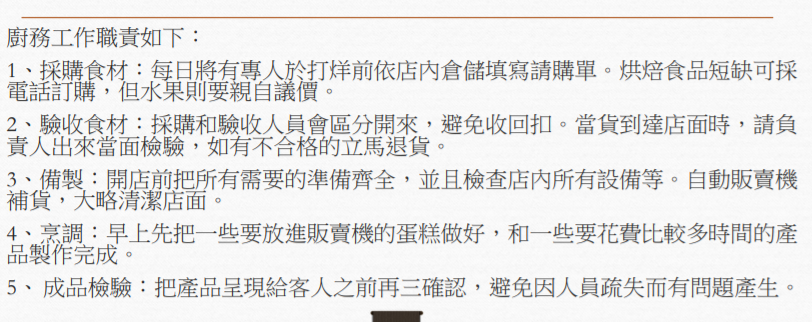 廚務工作職責如下：
1、採購食材：每日將有專人於打烊前依店內倉儲填寫請購單。烘焙食品短缺可採
電話訂購，但水果則要親自議價。
2、驗收食材：採購和驗收人員會區分開來，避免收回扣。當貨到達店面時，請負
責人出來當面檢驗，如有不合格的立馬退貨。
3、備製：開店前把所有需要的準備齊全，並且檢查店內所有設備等。自動販賣機
補貨，大略清潔店面。
4、烹調：早上先把一些要放進販賣機的蛋糕做好，和一些要花費比較多時間的產
品製作完成。
5、 成品檢驗：把產品呈現給客人之前再三確認，避免因人員疏失而有問題產生。